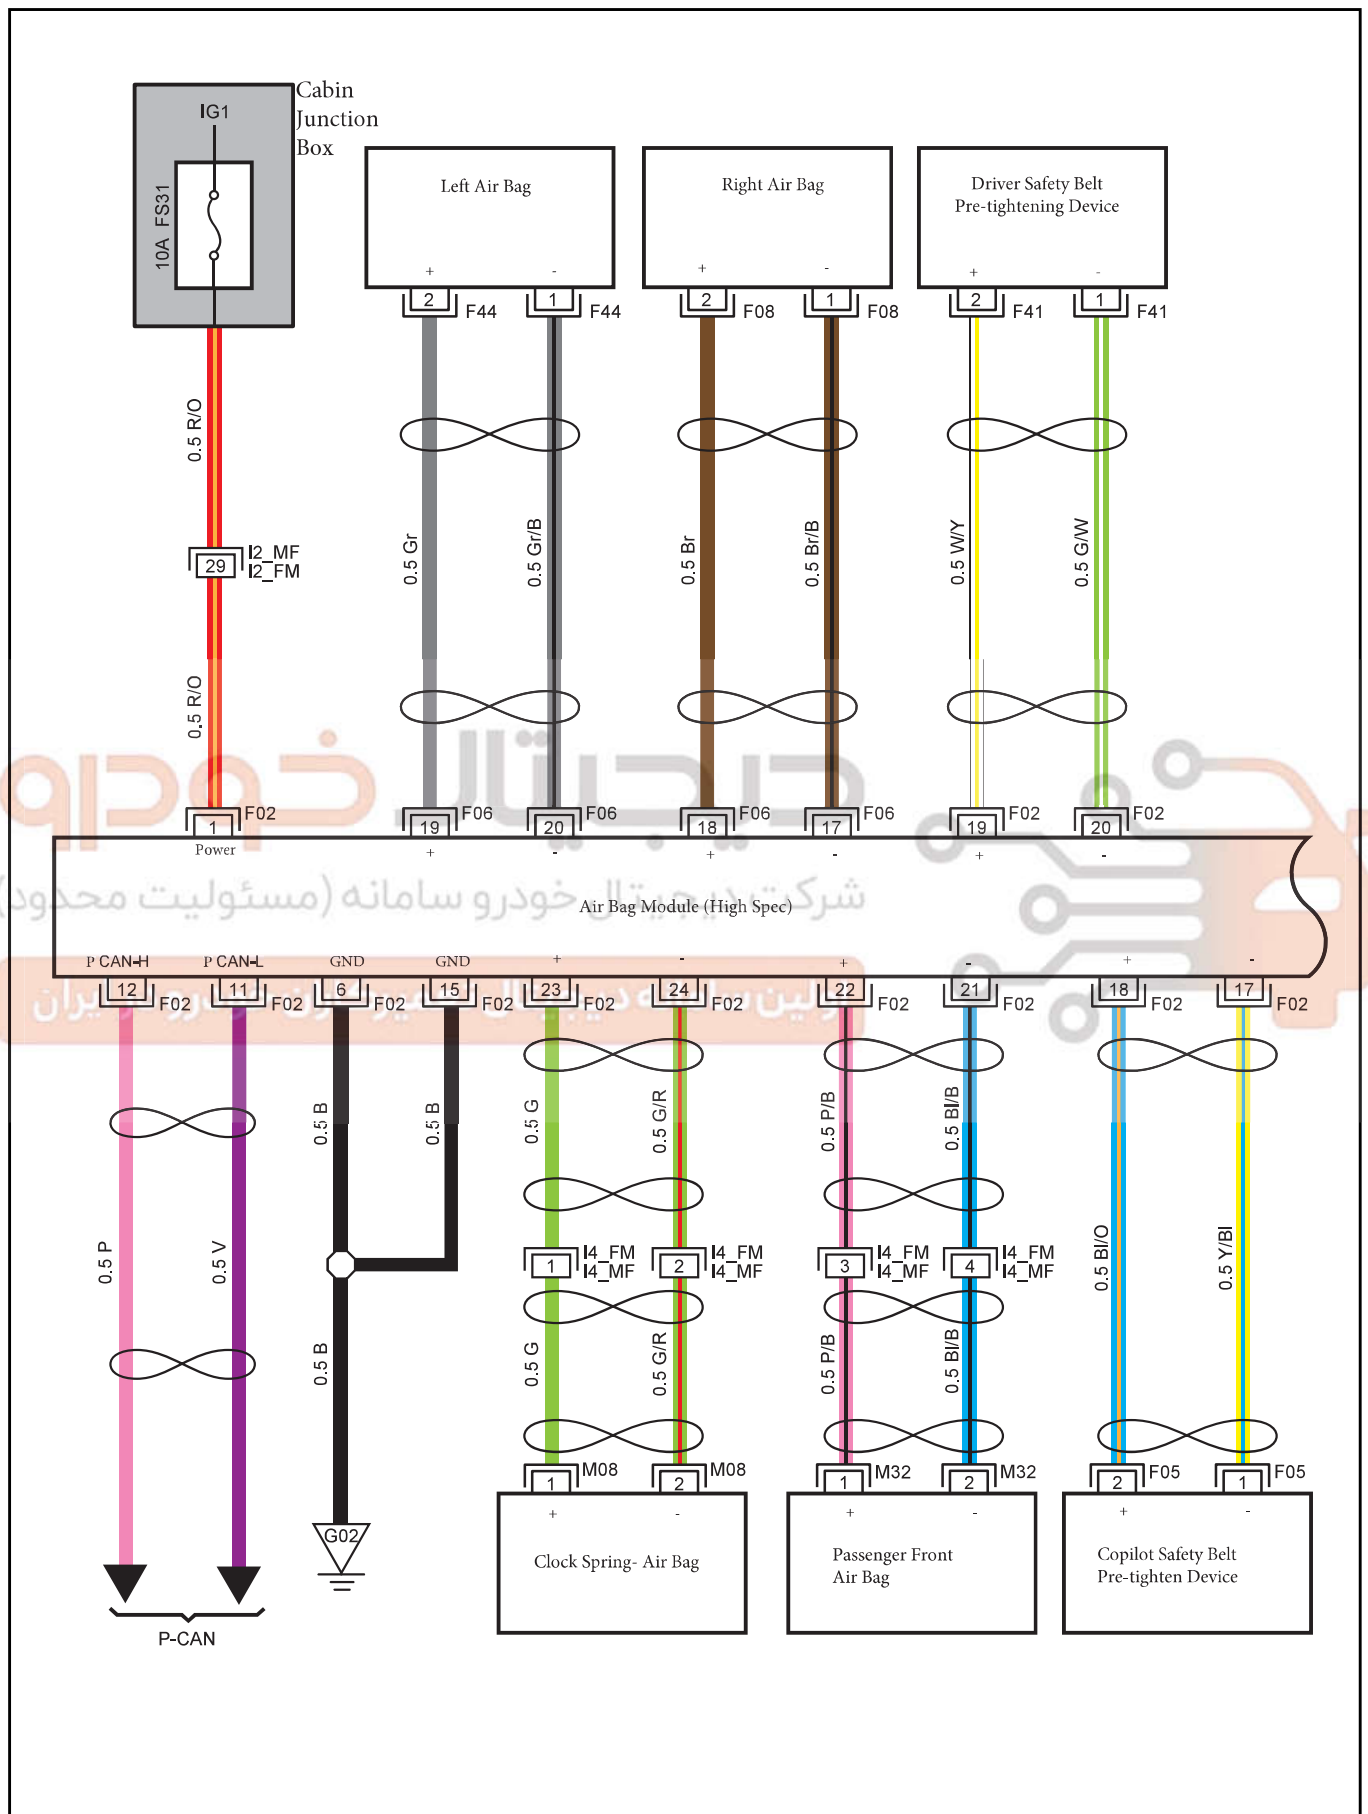 Cabin
Junction
Box
IG1
10A FS31
Left Air Bag
+ -
2 F44 1 F44
Right Air Bag
+ -
2 F08 1 F08
Driver Safety Belt
Pre-tightening Device
+ -
2 F41 1 F41
0.5 R/O
29
I2_MF
I2_FM
0.5 Gr
0.5 Gr/B
0.5 Br
0.5 Br/B
0.5 W/Y
0.5 G/W
0.5 R/O
دیجیتال خودرو
1 F02 19 F06 20 F06 18 F06 17 F06 19 F02 20 F02
Power + - + - + -
شرکت دیجیتال خودرو سامانه (مسئولیت محدود)
Air Bag Module (High Spec)
P CAN-H P CAN-L GND GND + - + - + -
12 F02 11 F02 6 F02 15 F02 23 F02 24 F02 22 F02 21 F02 18 F02 17 F02
0.5 B
0.5 B
0.5 G
0.5 G/R
0.5 P/B
0.5 Bl/B
0.5 P
0.5 V
0.5 Bl/O
0.5 Y/Bl
1 I4_FM
I4_MF
2 I4_FM
I4_MF
3 I4_FM
I4_MF
4 I4_FM
I4_MF
0.5 B
0.5 G
0.5 G/R
0.5 P/B
0.5 Bl/B
1 M08 2 M08 1 M32 2 M32 2 F05 1 F05
+ - + - + -
G02
Clock Spring- Air Bag
Passenger Front
Air Bag
Copilot Safety Belt
Pre-tighten Device
P-CAN